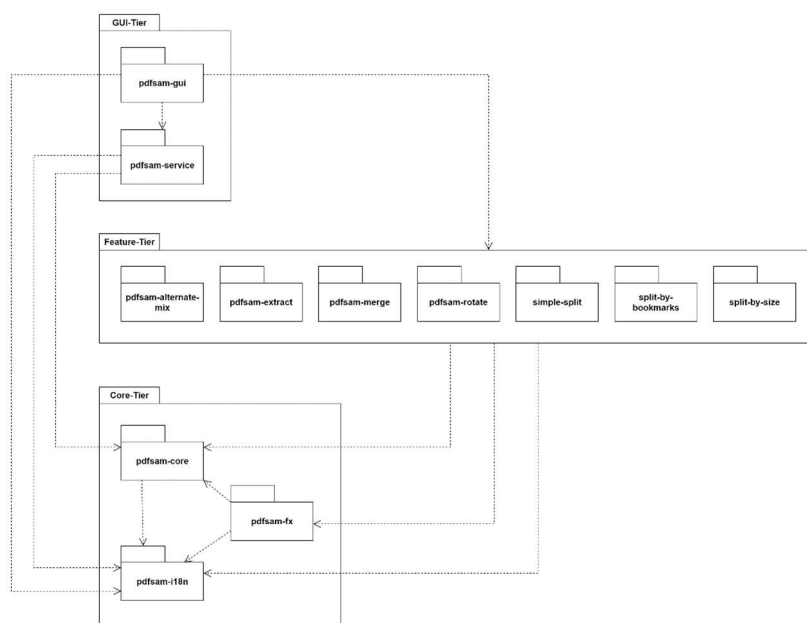 GUI-Tier
pdfsam-gui
pdfsam-service
Feature-Tier
pdfsam-alternate-
mix
pdfsam-extract
pdfsam-merge
pdfsam-rotate
simple-split
split-by-
bookmarks
split-by-size
Core-Tier
pdfsam-core
pdfsam-fx
pdfsam-i18n